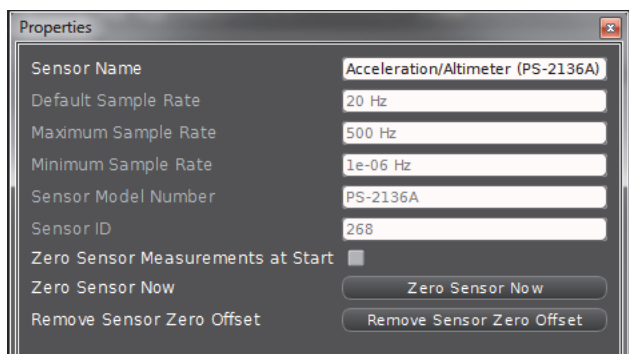 Properties
Sensor Name Acceleration/Altimeter (PS-2136A)
Default Sample Rate 20 Hz
Maximum Sample Rate 500 Hz
Minimum Sample Rate 1e-06 Hz
Sensor Model Number PS-2136A
Sensor ID 268
Zero Sensor Measurements at Start
Zero Sensor Now Zero Sensor Now
Remove Sensor Zero Offset Remove Sensor Zero Offset